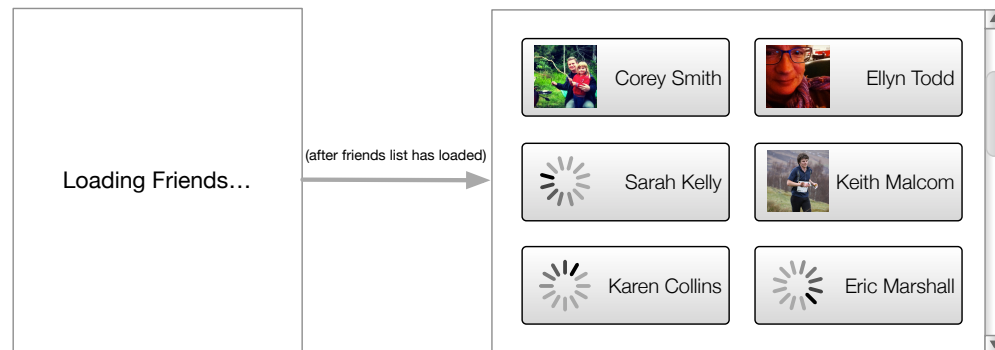 Loading Friends…
(after friends list has loaded)
Corey Smith
Ellyn Todd
Sarah Kelly
Keith Malcom
Karen Collins
Eric Marshall